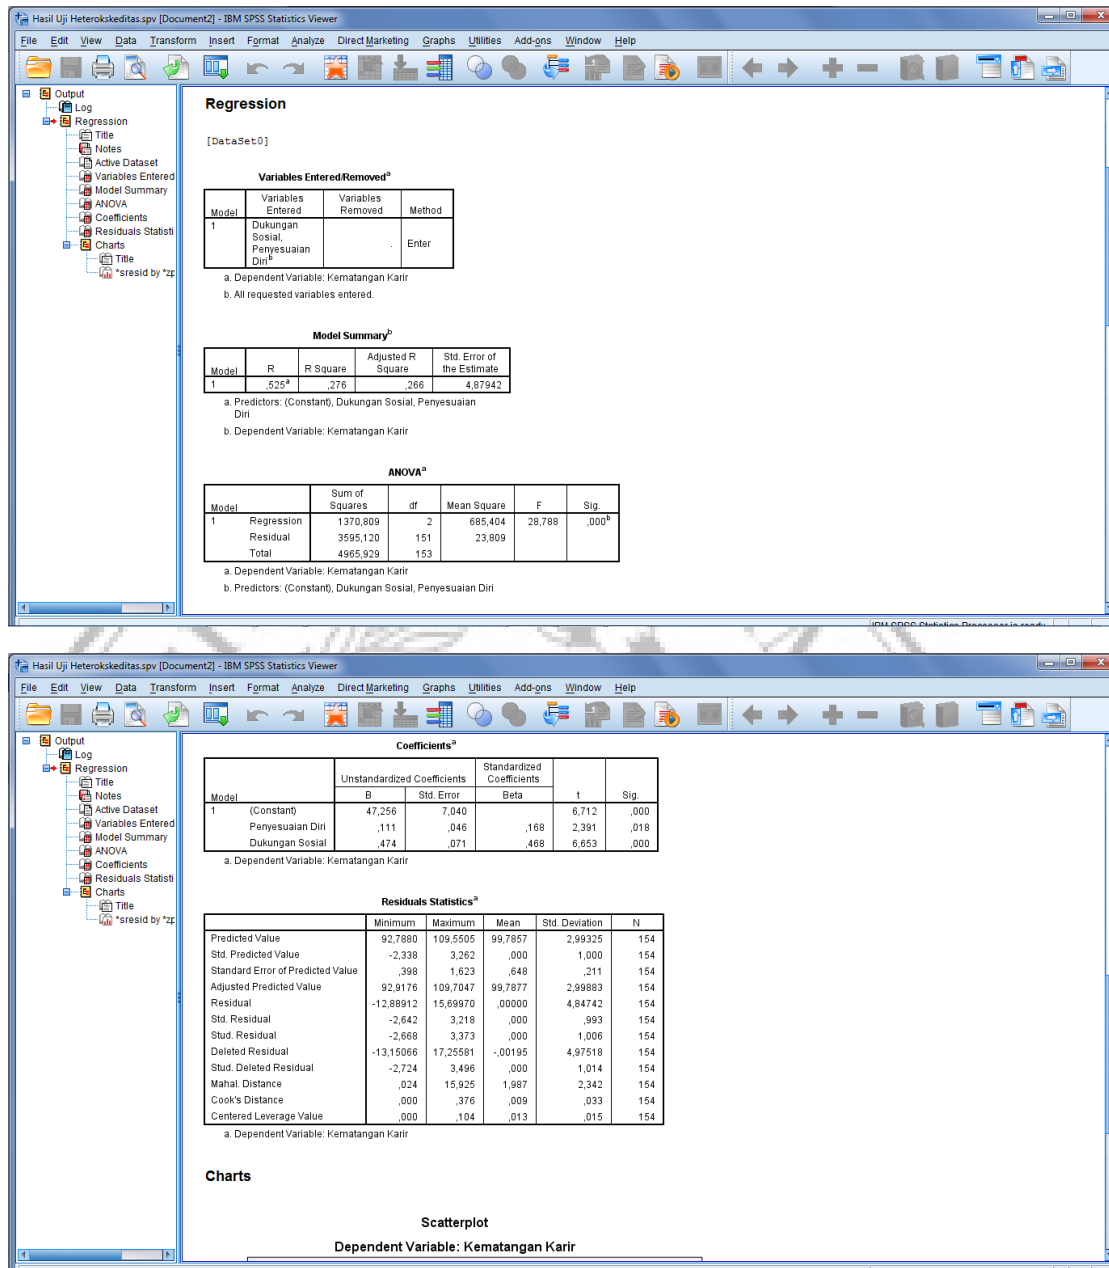 Hasil Uji Heterokskeditas.spv [Document2] - IBM SPSS Statistics Viewer
File Edit View Data Transform Insert Format Analyze Direct Marketing Graphs Utilities Add-ons Window Help
Output
Log
Regression
Title
Notes
Active Dataset
Variables Entered
Model Summary
ANOVA
Coefficients
Residuals Statisti
Charts
Title
*sresid by *zp
Regression
[DataSet0]
Variables Entered/Removed a
Model Variables Entered Variables Removed Method
1 Dukungan Sosial, Penyesuaian Diri b . Enter
a. Dependent Variable: Kematangan Karir
b. All requested variables entered.
Model Summary b
Model R R Square Adjusted R Square Std. Error of the Estimate
1 ,525a ,276 ,266 4,87942
a. Predictors: (Constant), Dukungan Sosial, Penyesuaian
Diri
b. Dependent Variable: Kematangan Karir
ANOVA a
Model Sum of Squares df Mean Square F Sig.
1 Regression 1370,809 2 685,404 28,788 ,000b
Residual 3595,120 151 23,809
Total 4965,929 153
a. Dependent Variable: Kematangan Karir
b. Predictors: (Constant), Dukungan Sosial, Penyesuaian Diri
IBM SPSS Statistics Processor is ready
Hasil Uji Heterokskeditas.spv [Document2] - IBM SPSS Statistics Viewer
File Edit View Data Transform Insert Format Analyze Direct Marketing Graphs Utilities Add-ons Window Help
Output
Log
Regression
Title
Notes
Active Dataset
Variables Entered
Model Summary
ANOVA
Coefficients
Residuals Statisti
Charts
Title
*sresid by *zp
Coefficients a
Model Unstandardized Coefficients Standardized Coefficients t Sig.
B Std. Error Beta
1 (Constant) 47,256 7,040 6,712 ,000
Penyesuaian Diri ,111 ,046 ,168 2,391 ,018
Dukungan Sosial ,474 ,071 ,468 6,653 ,000
a. Dependent Variable: Kematangan Karir
Residuals Statistics a
Minimum Maximum Mean Std. Deviation N
Predicted Value 92,7880 109,5505 99,7857 2,99325 154
Std. Predicted Value -2,338 3,262 ,000 1,000 154
Standard Error of Predicted Value ,398 1,623 ,648 ,211 154
Adjusted Predicted Value 92,9176 109,7047 99,7877 2,99883 154
Residual -12,88912 15,69970 ,00000 4,84742 154
Std. Residual -2,642 3,218 ,000 ,993 154
Stud. Residual -2,668 3,373 ,000 1,006 154
Deleted Residual -13,15066 17,25581 -,00195 4,97518 154
Stud. Deleted Residual -2,724 3,496 ,000 1,014 154
Mahal. Distance ,024 15,925 1,987 2,342 154
Cook's Distance ,000 ,376 ,009 ,033 154
Centered Leverage Value ,000 ,104 ,013 ,015 154
a. Dependent Variable: Kematangan Karir
Charts
Scatterplot
Dependent Variable: Kematangan Karir